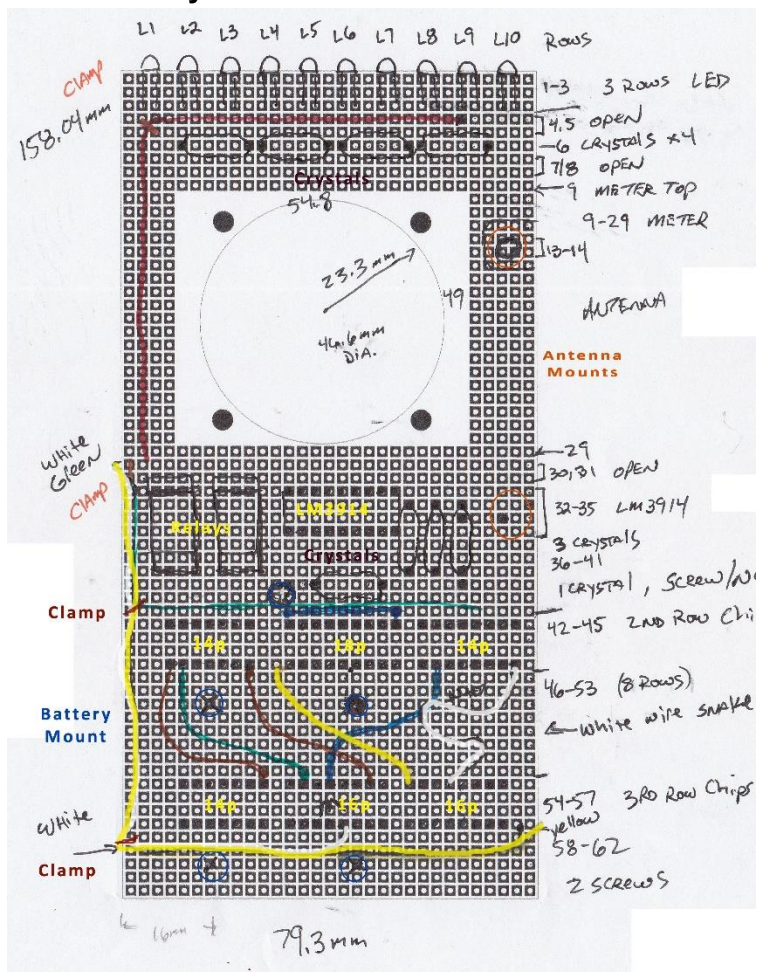 L1 L2 L3 L4 L5 L6 L7 L8 L9 L10 ROWS
Clamp
1-3 3 ROWS LED
158.04mm
4.5 OPEN
6 CRYSTALS x4
7/8 OPEN
Crystals
9 METER TOP
54.8
9-29 METER
13-14
23.3 mm
49
ANTENNA
46.6mm
DIA.
Antenna
Mounts
29
White
Green
30,31 OPEN
Clamp
LM3914
32-35 LM3914
Relays
3 CRYSTALS
Crystals
36-41
1 CRYSTAL, SCREW/
Clamp
42-45 2ND ROW
14p 18p 14p
46-53 (8 ROWS)
Battery
Mount
White wire SNAKE
14p 16p 16p
54-57 3RD ROW Chips
White
yellow
58-62
Clamp
2 SCREWS
16mm
79.3mm